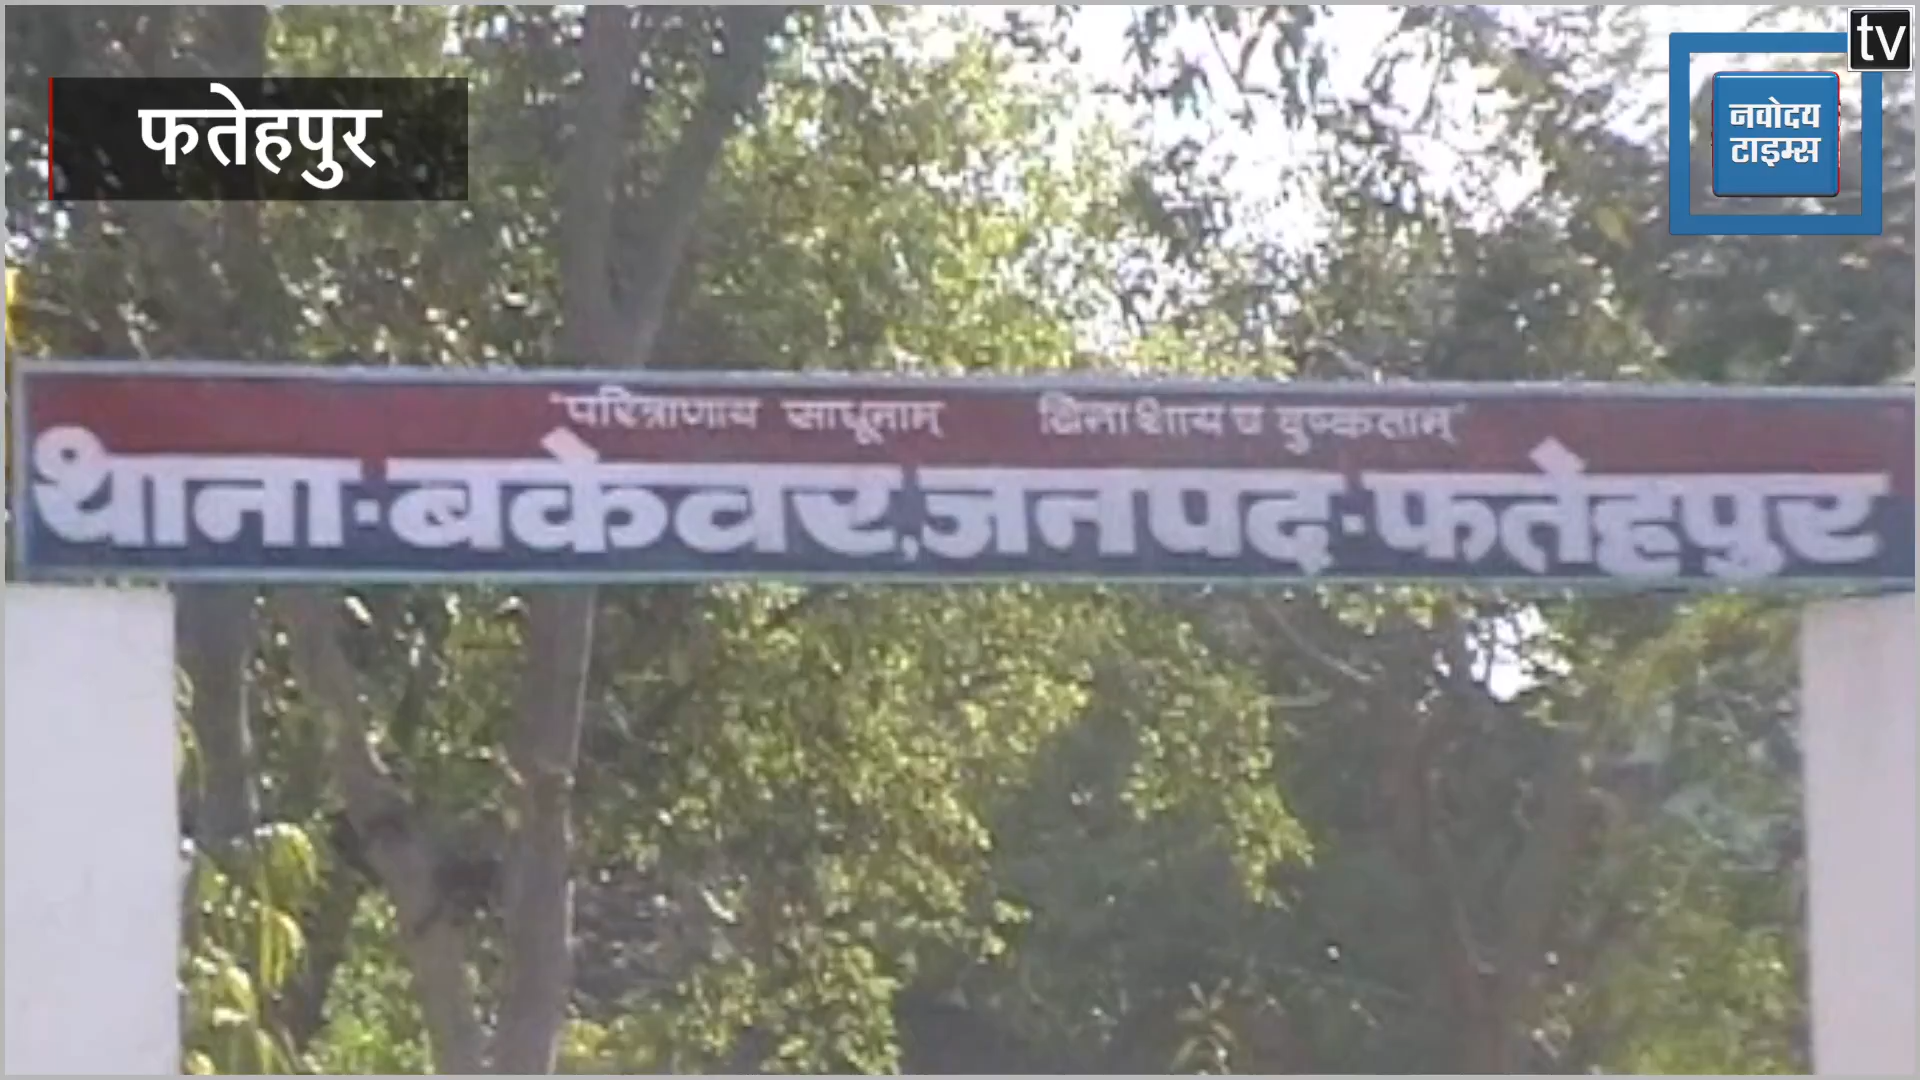 tv
फतेहपुर
नवोदय
टाइम्स
"परित्राणाय साधूनाम् विनाशाय च दुष्कृताम्"
थाना-बकेवर, जनपद-फतेहपुर